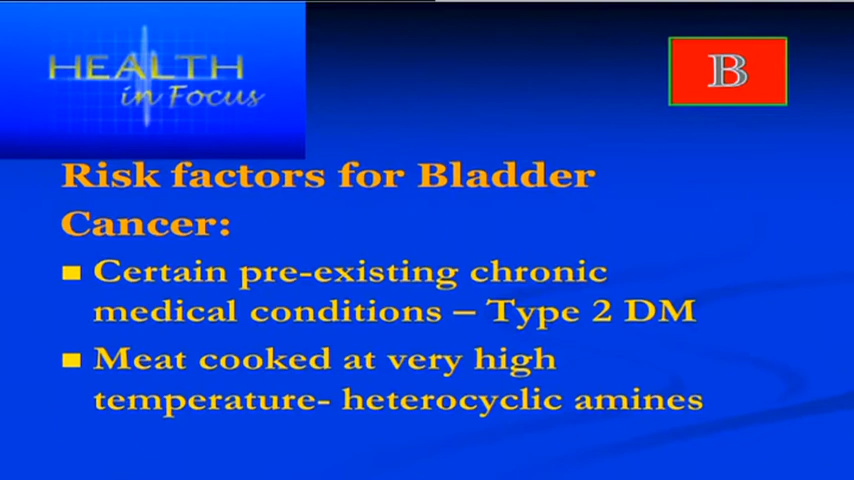 HEALTH
in Focus
B
Risk factors for Bladder
Cancer:
Certain pre-existing chronic
medical conditions – Type 2 DM
Meat cooked at very high
temperature- heterocyclic amines